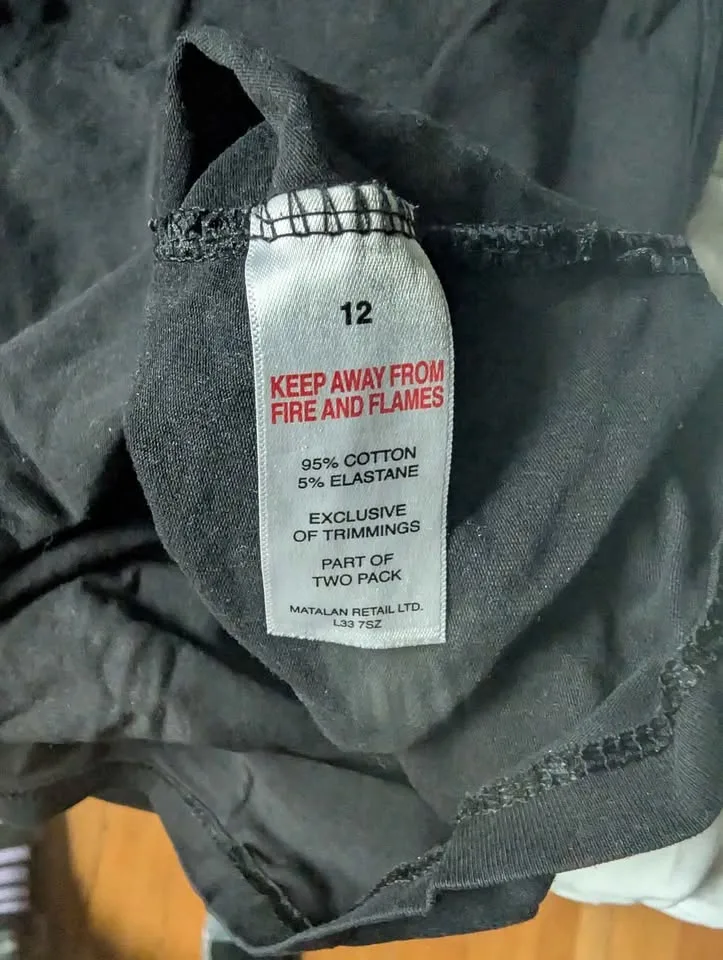 12
KEEP AWAY FROM
FIRE AND FLAMES
95% COTTON
5% ELASTANE
EXCLUSIVE
OF TRIMMINGS
PART OF
TWO PACK
MATALAN RETAIL LTD.
L33 7SZ